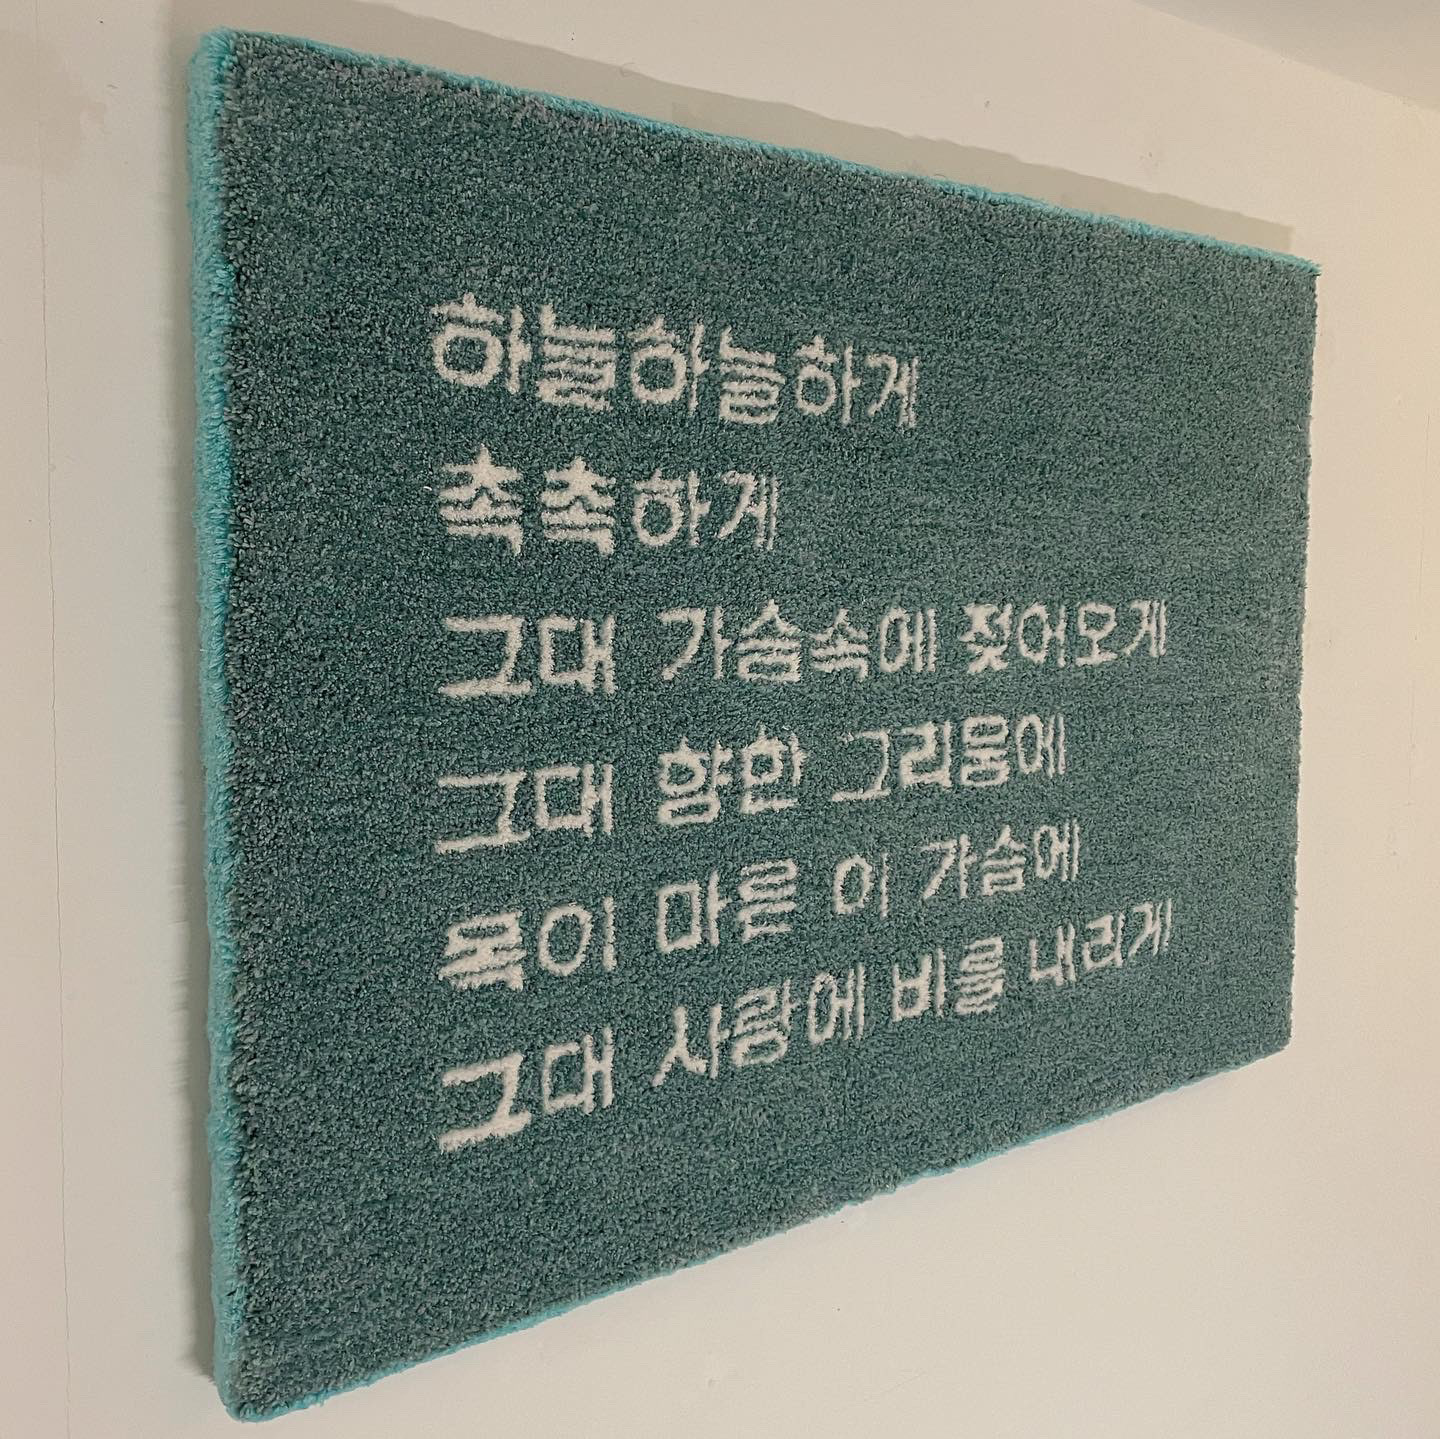 하늘하늘하게
촉촉하게
그대 가슴속에 젖어오게
그대 향한 그리움에
목이 마른 이 가슴에
그대 사랑에 비를 내리게